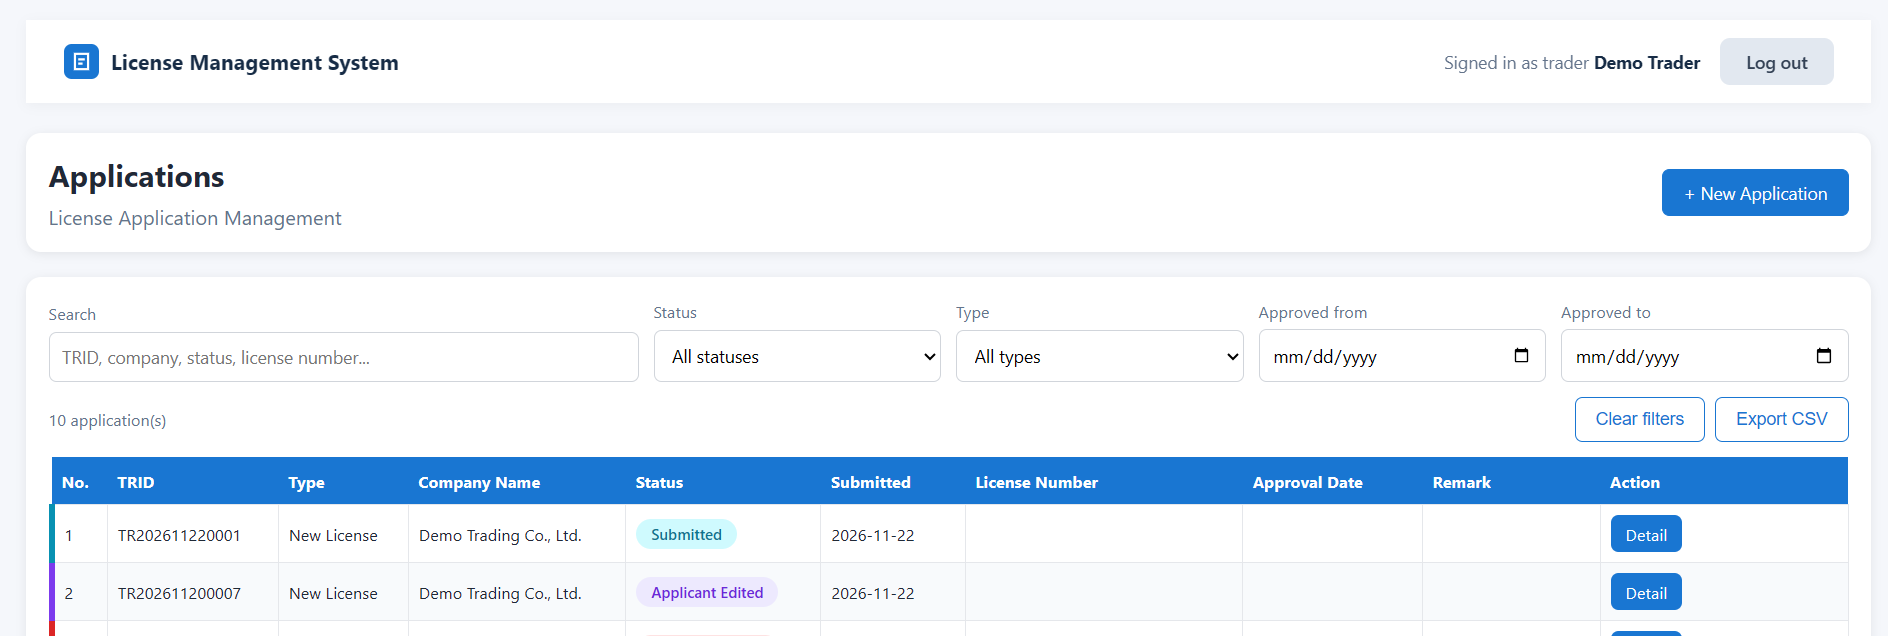 License Management System
Signed in as trader Demo Trader
Log out
Applications
License Application Management
+ New Application
Search
Status
Type
Approved from
Approved to
TRID, company, status, license number...
All statuses
All types
mm/dd/yyyy
mm/dd/yyyy
10 application(s)
Clear filters
Export CSV
No. TRID Type Company Name Status Submitted License Number Approval Date Remark Action
1 TR202611220001 New License Demo Trading Co., Ltd. Submitted 2026-11-22 Detail
2 TR202611200007 New License Demo Trading Co., Ltd. Applicant Edited 2026-11-22 Detail